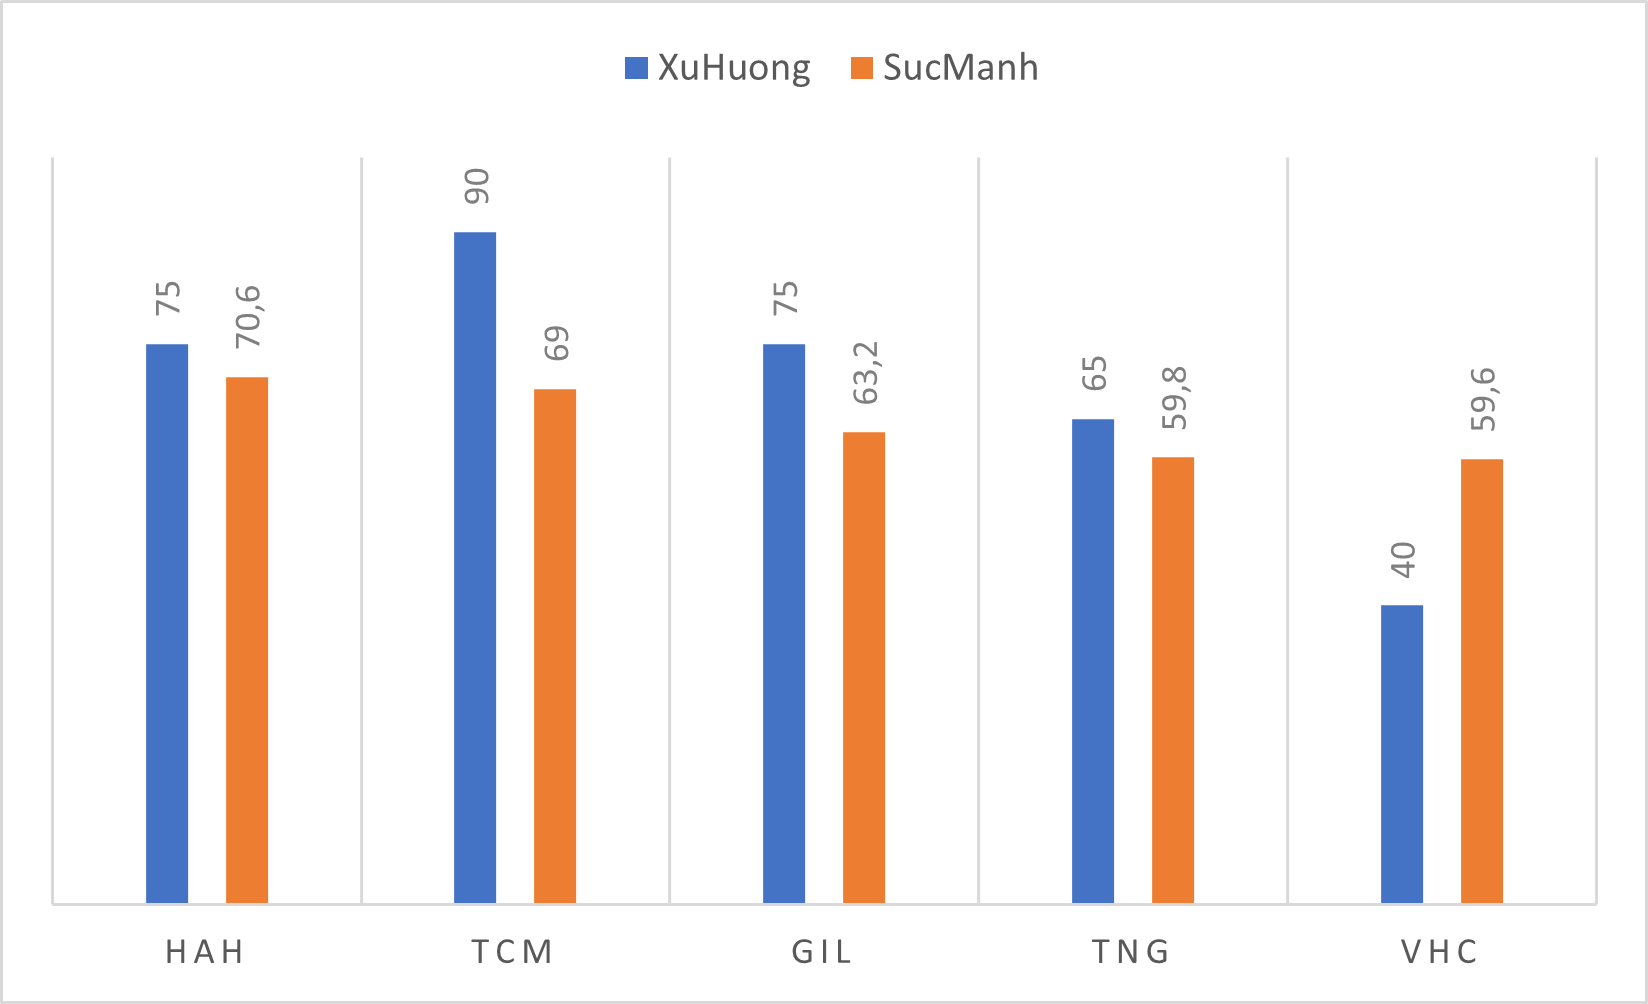 XuHuong SucManh
75 70,6 90 69 75 63,2 65 59,8 40 59,6
HAH TCM GIL TNG VHC